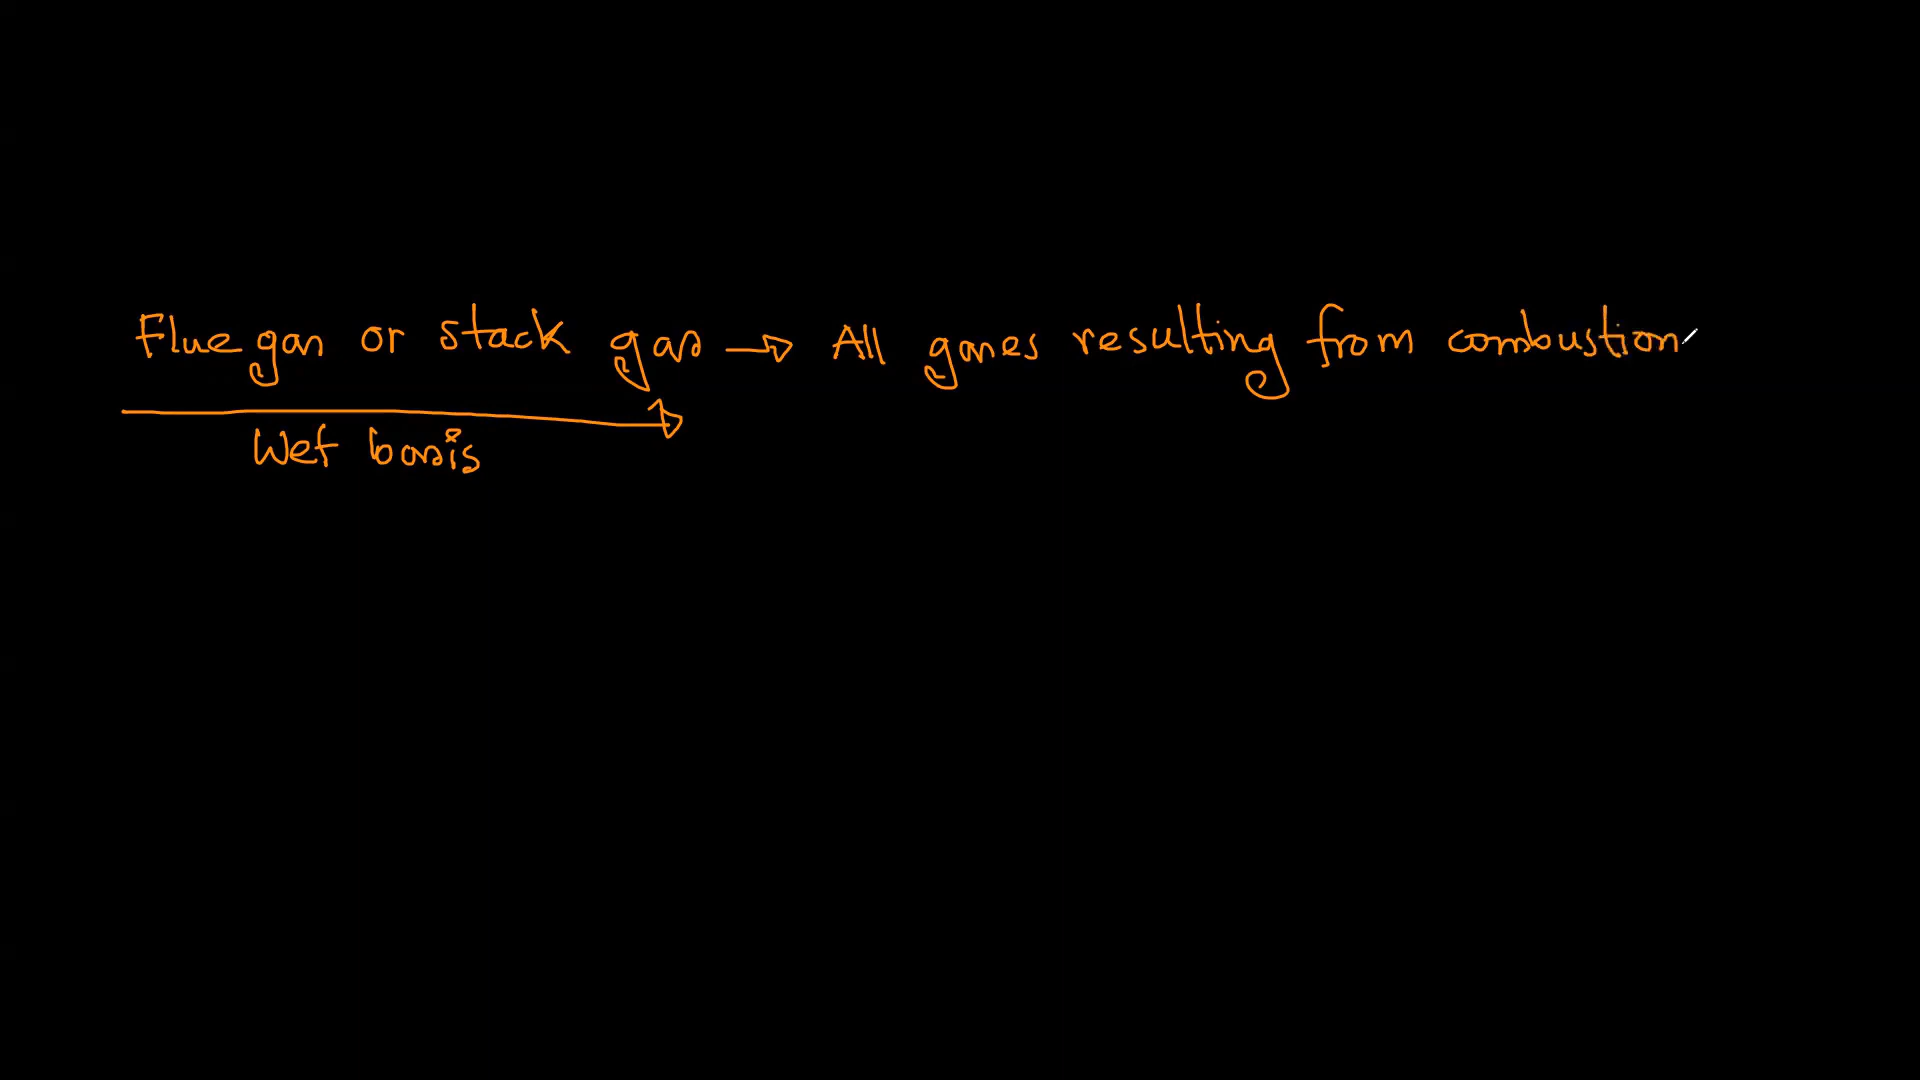 Flue gas or stack gas → All gases resulting from combustion
Wet basis